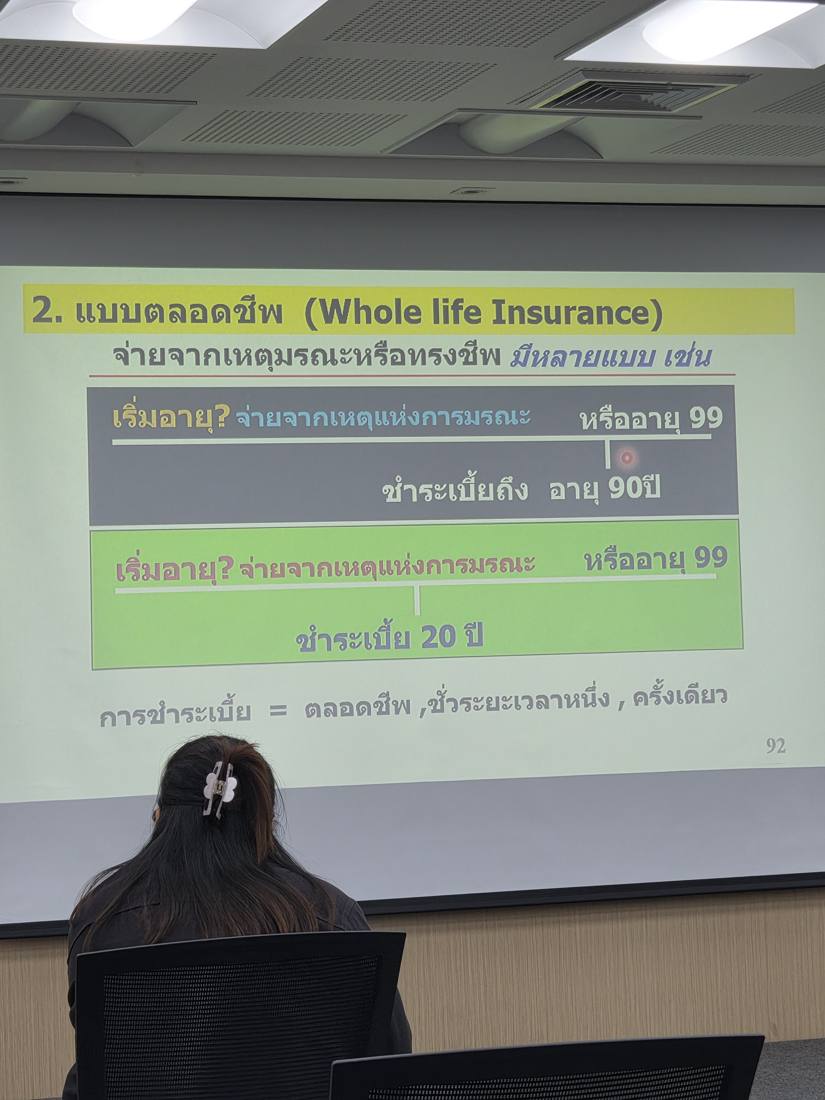 2. แบบตลอดชีพ (Whole life Insurance)
จ่ายจากเหตุมรณะหรือทรงชีพ มีหลายแบบ เช่น
เริ่มอายุ? จ่ายจากเหตุแห่งการมรณะ หรืออายุ 99
ชำระเบี้ยถึง อายุ 90ปี
เริ่มอายุ? จ่ายจากเหตุแห่งการมรณะ หรืออายุ 99
ชำระเบี้ย 20 ปี
การชำระเบี้ย = ตลอดชีพ ,ชั่วระยะเวลาหนึ่ง , ครั้งเดียว
92